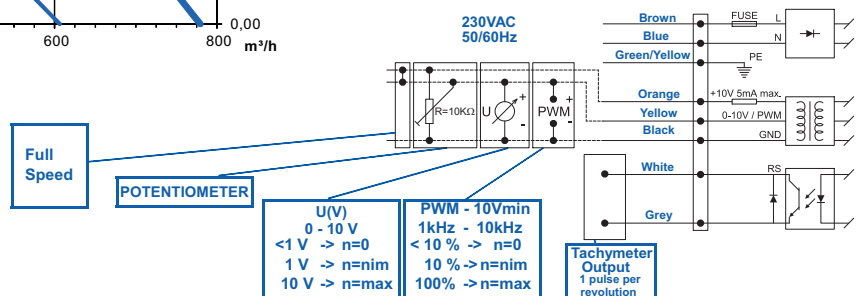 0,00
600
800
m³/h
230VAC
50/60Hz
Brown
FUSE
L
Blue
N
Green/Yellow
PE
Orange
+10V 5mA max.
Yellow
0-10V / PWM
Black
GND
White
RS
Grey
R=10KΩ
U
+
-
PWM
+
-
Full
Speed
POTENTIOMETER
U(V)
0 - 10 V
<1 V -> n=0
1 V -> n=nim
10 V -> n=max
PWM - 10Vmin
1kHz - 10kHz
< 10 % -> n=0
10 % -> n=nim
100% -> n=max
Tachymeter
Output
1 pulse per
revolution